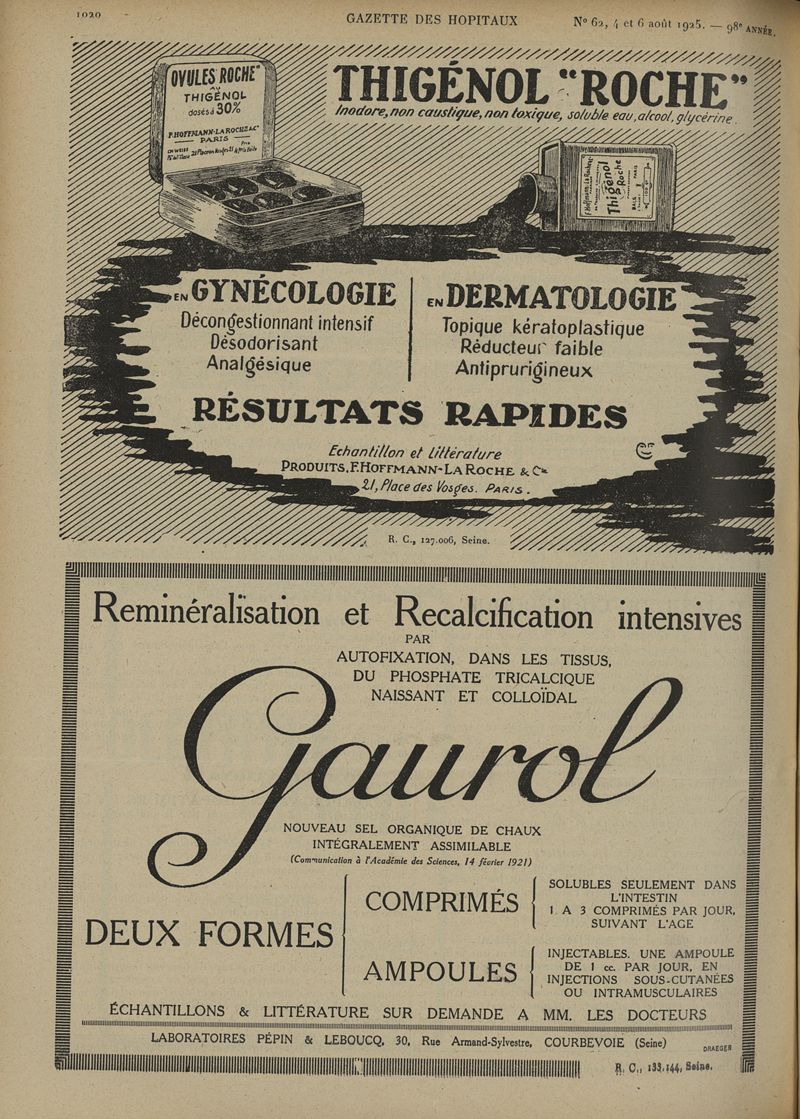 1020
GAZETTE DES HOPITAUX
N° 62, 4 et 6 août 1925. — 98e ANNÉE.
OVULES ROCHE
AU
THIGÉNOL
dosés à 30%
F. HOFFMANN-LA ROCHE & Cie
PARIS
THIGÉNOL "ROCHE"
Inodore, non caustique, non toxique, soluble eau, alcool, glycérine.
Thigénol
Roche
EN GYNÉCOLOGIE
Décongestionnant intensif
Désodorisant
Analgésique
EN DERMATOLOGIE
Topique kératoplastique
Réducteur faible
Antiprurigineux
RÉSULTATS RAPIDES
Echantillon et Littérature
PRODUITS. F. HOFFMANN-LA ROCHE & Cie
21, Place des Vosges. PARIS.
R. C., 127.006, Seine.
Reminéralisation et Recalcification intensives
PAR
AUTOFIXATION, DANS LES TISSUS,
DU PHOSPHATE TRICALCIQUE
NAISSANT ET COLLOÏDAL
Gaurol
NOUVEAU SEL ORGANIQUE DE CHAUX
INTÉGRALEMENT ASSIMILABLE
(Communication à l'Académie des Sciences, 14 février 1921)
DEUX FORMES
COMPRIMÉS
SOLUBLES SEULEMENT DANS
L'INTESTIN
1 A 3 COMPRIMÉS PAR JOUR,
SUIVANT L'AGE
AMPOULES
INJECTABLES. UNE AMPOULE
DE 1 cc. PAR JOUR, EN
INJECTIONS SOUS-CUTANÉES
OU INTRAMUSCULAIRES
ÉCHANTILLONS & LITTÉRATURE SUR DEMANDE A MM. LES DOCTEURS
LABORATOIRES PÉPIN & LEBOUCQ, 30, Rue Armand-Sylvestre, COURBEVOIE (Seine)
DRAEGER
R. C., 133.144, Seine.